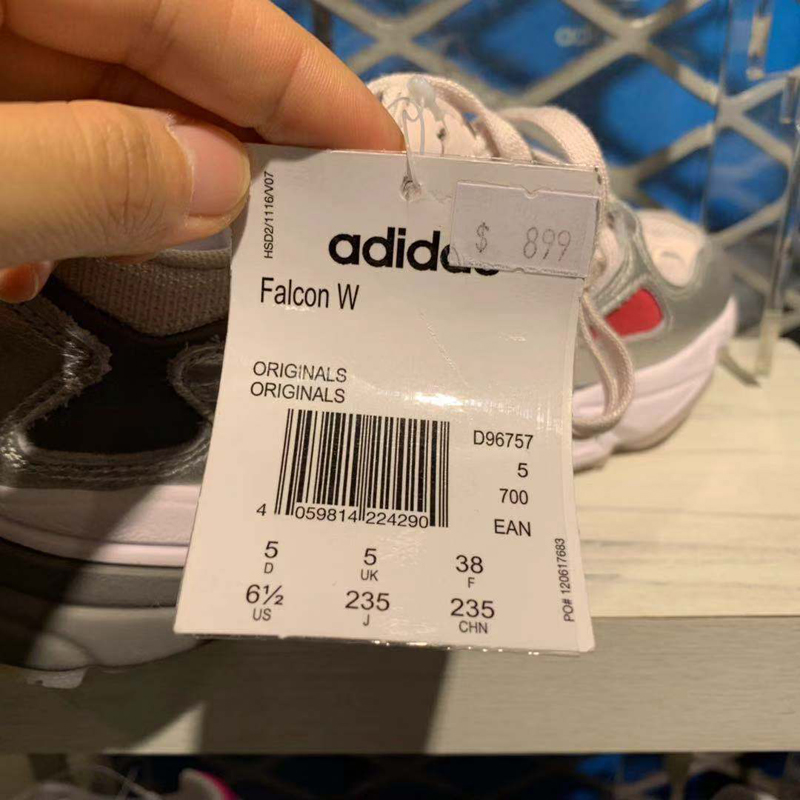 HSD2/1116/V07
$ 899
adidas
Falcon W
ORIGINALS
ORIGINALS
D96757
5
700
EAN
4 059814 224290
5 5 38
D UK F
6½ 235 235
US J CHN
PO# 120617683